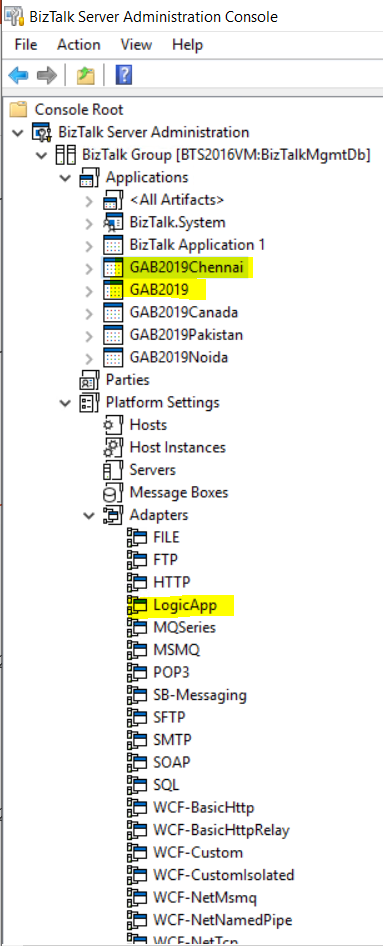 BizTalk Server Administration Console
File Action View Help
Console Root
BizTalk Server Administration
BizTalk Group [BTS2016VM:BizTalkMgmtDb]
Applications
<All Artifacts>
BizTalk.System
BizTalk Application 1
GAB2019Chennai
GAB2019
GAB2019Canada
GAB2019Pakistan
GAB2019Noida
Parties
Platform Settings
Hosts
Host Instances
Servers
Message Boxes
Adapters
FILE
FTP
HTTP
LogicApp
MQSeries
MSMQ
POP3
SB-Messaging
SFTP
SMTP
SOAP
SQL
WCF-BasicHttp
WCF-BasicHttpRelay
WCF-Custom
WCF-CustomIsolated
WCF-NetMsmq
WCF-NetNamedPipe
WCF-NetTcp